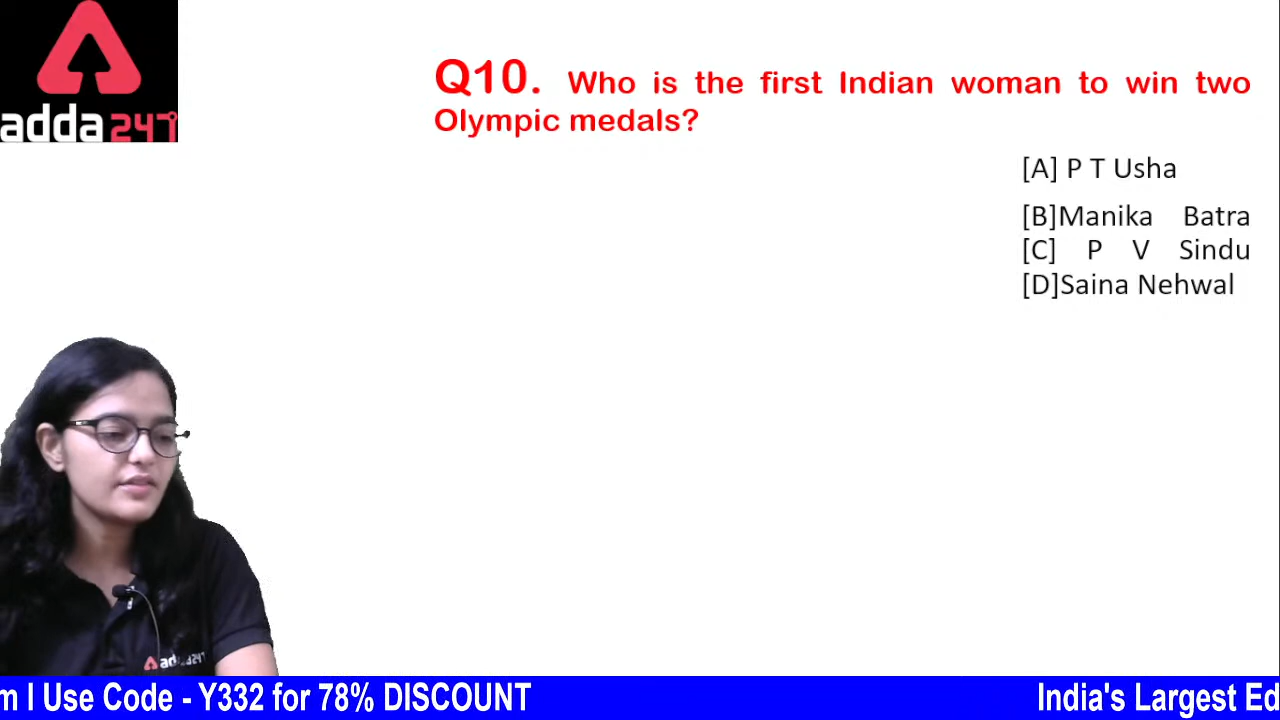 adda247
Q10. Who is the first Indian woman to win two
Olympic medals?
[A] P T Usha
[B]Manika Batra
[C] P V Sindu
[D]Saina Nehwal
adda247
m I Use Code - Y332 for 78% DISCOUNT
India's Largest Ed